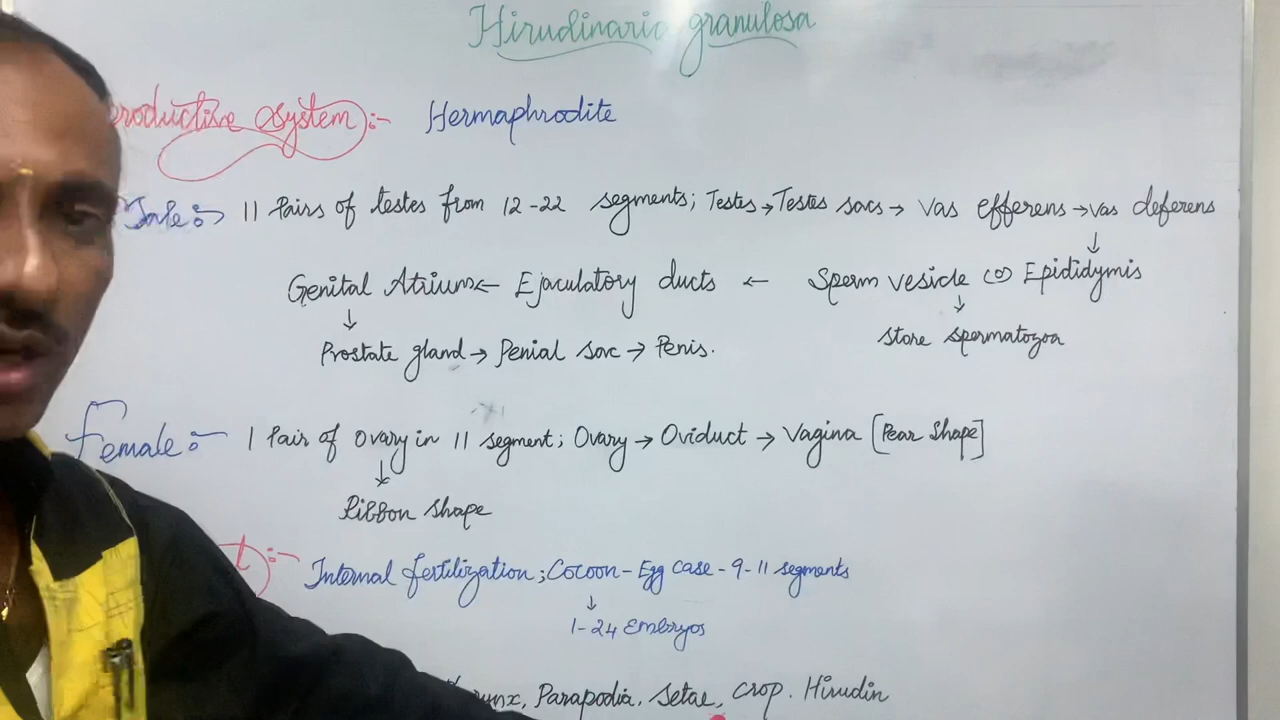 Hirudinaria granulosa
productive System :- Hermaphrodite
Male :- 11 Pairs of testes from 12-22 segments; Testes → Testes sacs → Vas efferens → Vas deferens
↓
Genital Atrium ← Ejaculatory ducts ← Sperm vesicle (or) Epididymis
↓ ↓
Prostate gland → Penial sac → Penis. Store spermatozoa
Female :- 1 Pair of Ovary in 11 segment; Ovary → Oviduct → Vagina [Pear Shape]
↓
Ribbon shape
t :- Internal fertilization; Cocoon - Egg case - 9-11 segments
↓
1-24 Embryos
rynx, Parapodia, Setae, Crop. Hirudin